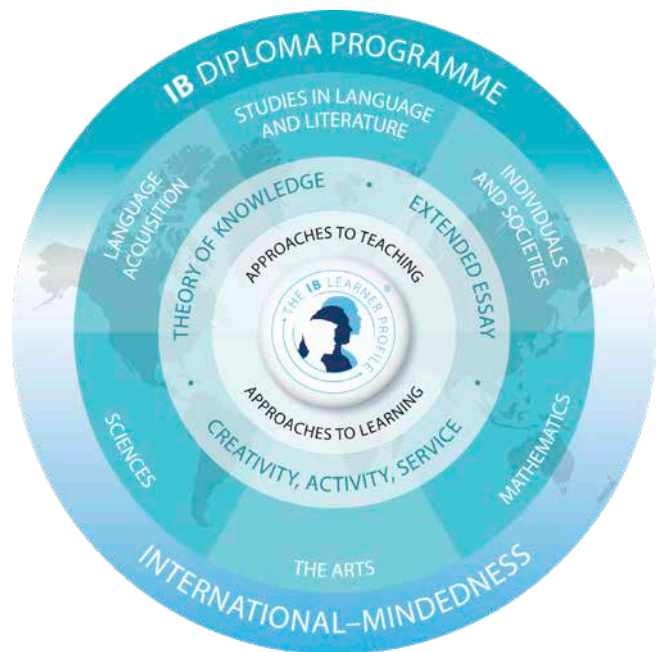 IB DIPLOMA PROGRAMME
STUDIES IN LANGUAGE
AND LITERATURE
LANGUAGE
ACQUISITION
INDIVIDUALS
AND SOCIETIES
THEORY OF KNOWLEDGE
•
EXTENDED ESSAY
APPROACHES TO TEACHING
THE IB LEARNER PROFILE
®
APPROACHES TO LEARNING
•
•
CREATIVITY, ACTIVITY, SERVICE
SCIENCES
MATHEMATICS
THE ARTS
INTERNATIONAL–MINDEDNESS